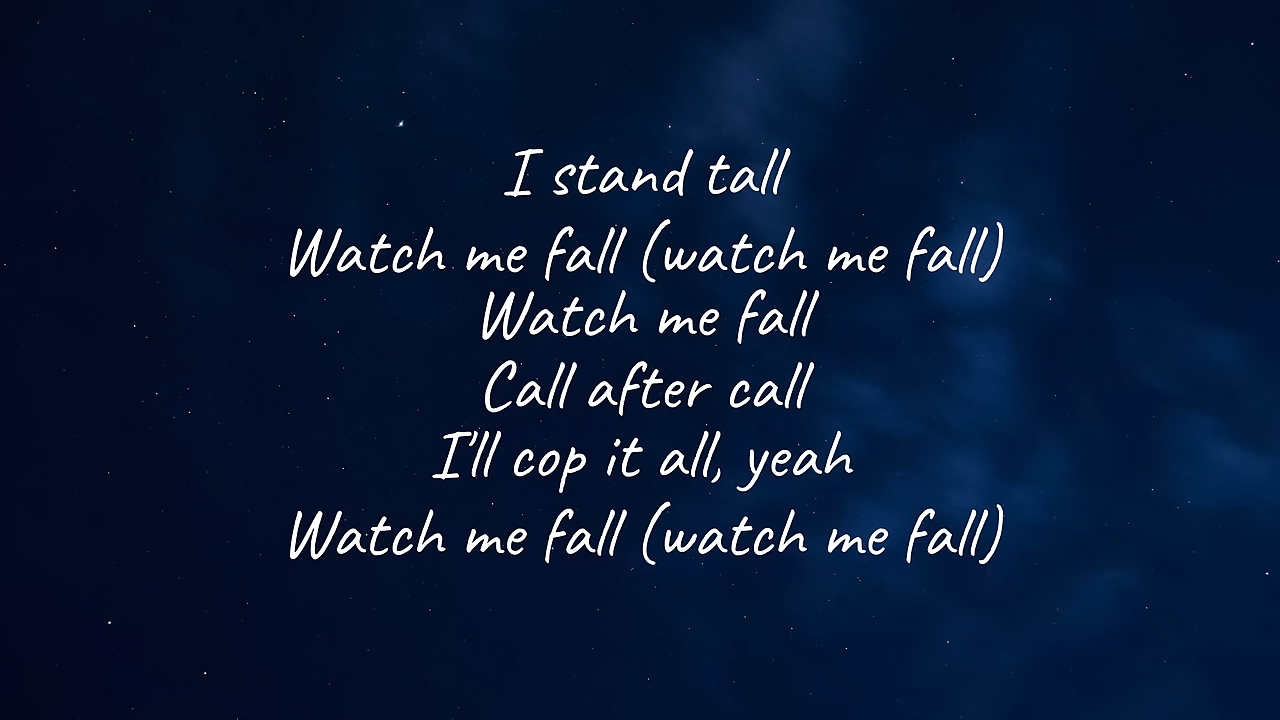 I stand tall
Watch me fall (watch me fall)
Watch me fall
Call after call
I'll cop it all, yeah
Watch me fall (watch me fall)